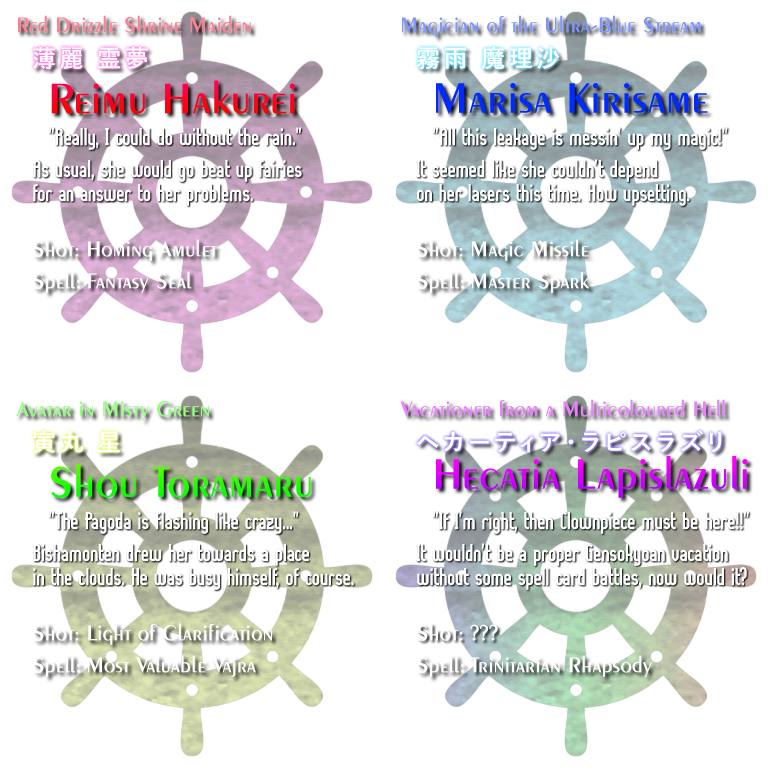 Red Drizzle Shrine Maiden
薄麗 霊夢
Reimu Hakurei
"Really, I could do without the rain."
As usual, she would go beat up fairies
for an answer to her problems.
Shot: Homing Amulet
Spell: Fantasy Seal
Magician of the Ultra-Blue Stream
霧雨 魔理沙
Marisa Kirisame
"All this leakage is messin' up my magic!"
It seemed like she couldn't depend
on her lasers this time. How upsetting.
Shot: Magic Missile
Spell: Master Spark
Avatar in Misty Green
寅丸 星
Shou Toramaru
"The Pagoda is flashing like crazy..."
Bishamonten drew her towards a place
in the clouds. He was busy himself, of course.
Shot: Light of Clarification
Spell: Most Valuable Vajra
Vacationer from a Multicoloured Hell
ヘカーティア・ラピスラズリ
Hecatia Lapislazuli
"If I'm right, then Clownpiece must be here!!"
It wouldn't be a proper Gensokyoan vacation
without some spell card battles, now would it?
Shot: ???
Spell: Trinitarian Rhapsody